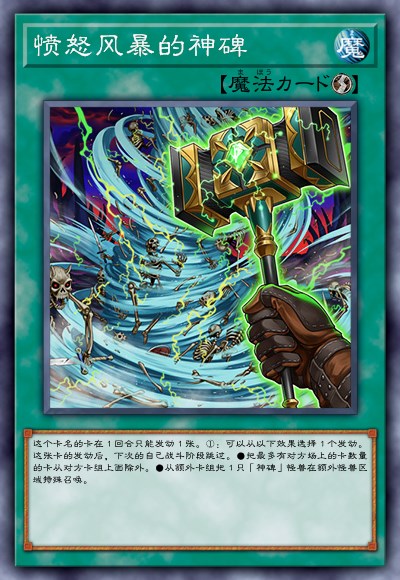 愤怒风暴的神碑
魔
【魔法カード】
まほう
这个卡名的卡在1回合只能发动1张。①：可以从以下效果选择1个发动。
这张卡的发动后，下次的自己战斗阶段跳过。●把最多有对方场上的卡数量
的卡从对方卡组上面除外。●从额外卡组把1只「神碑」怪兽在额外怪兽区
域特殊召唤。